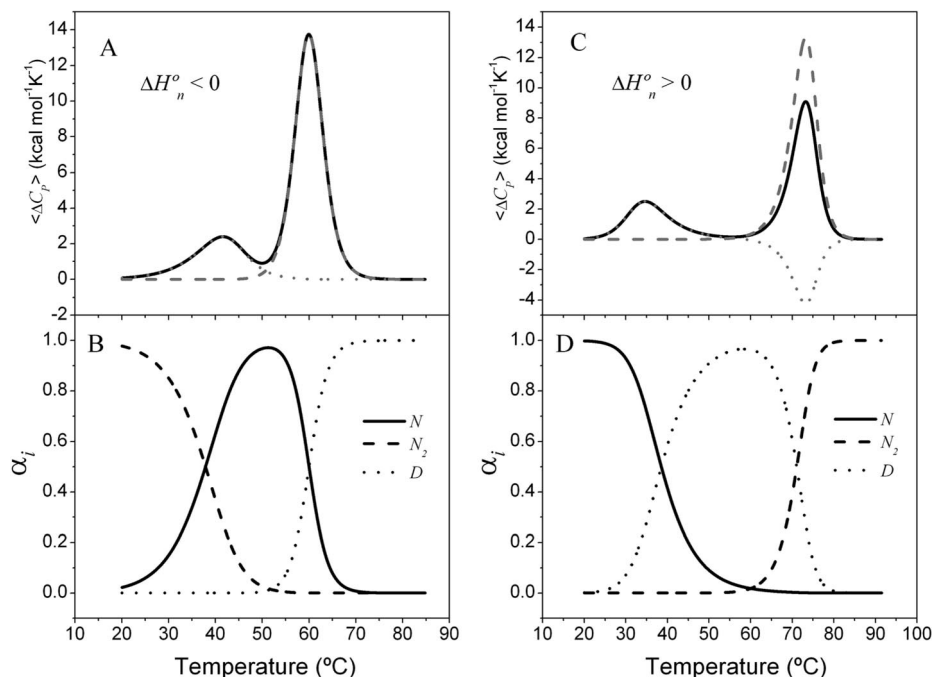 A
ΔHºn < 0
<ΔCP> (kcal mol-1K-1)
14
12
10
8
6
4
2
0
-2
C
ΔHºn > 0
<ΔCP> (kcal mol-1K-1)
14
12
10
8
6
4
2
0
-2
-4
B
αi
1.0
0.8
0.6
0.4
0.2
0.0
N
N2
D
10 20 30 40 50 60 70 80 90
Temperature (ºC)
D
αi
1.0
0.8
0.6
0.4
0.2
0.0
N
N2
D
10 20 30 40 50 60 70 80 90 100
Temperature (ºC)